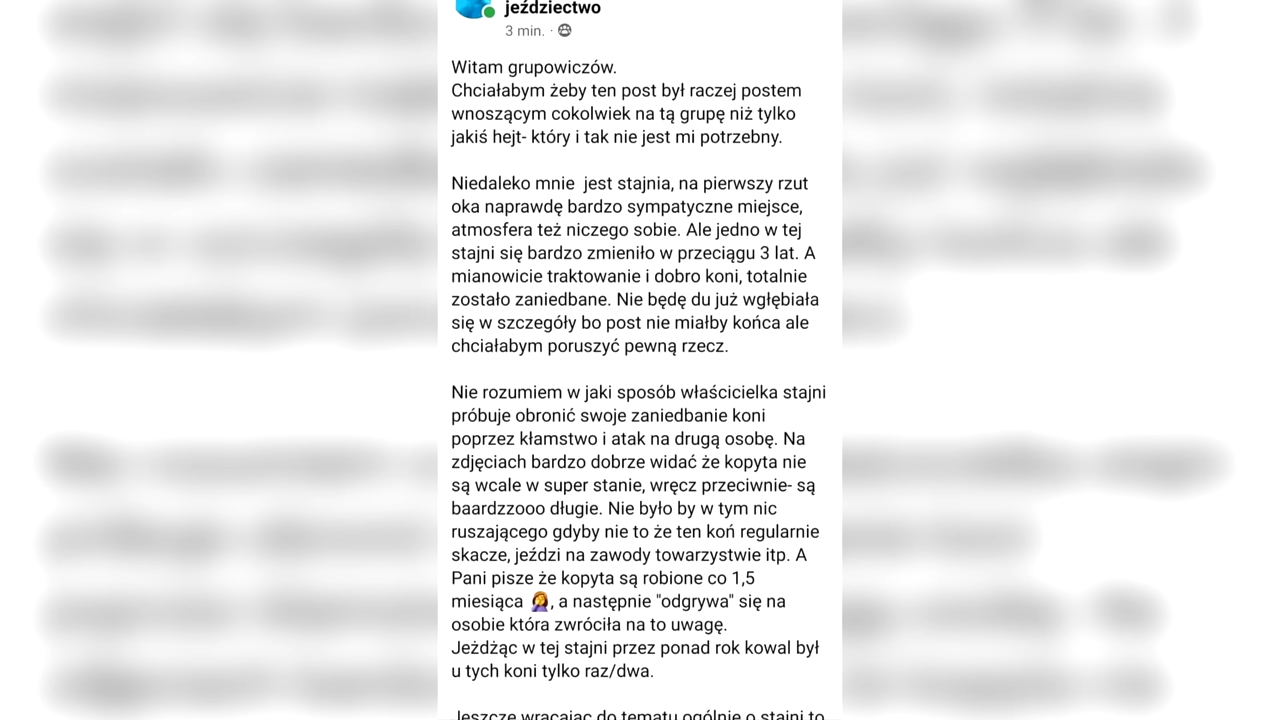 jeździectwo
3 min. ·
Witam grupowiczów.
Chciałabym żeby ten post był raczej postem
wnoszącym cokolwiek na tą grupę niż tylko
jakiś hejt- który i tak nie jest mi potrzebny.
Niedaleko mnie  jest stajnia, na pierwszy rzut
oka naprawdę bardzo sympatyczne miejsce,
atmosfera też niczego sobie. Ale jedno w tej
stajni się bardzo zmieniło w przeciągu 3 lat. A
mianowicie traktowanie i dobro koni, totalnie
zostało zaniedbane. Nie będę du już wgłębiała
się w szczegóły bo post nie miałby końca ale
chciałabym poruszyć pewną rzecz.
Nie rozumiem w jaki sposób właścicielka stajni
próbuje obronić swoje zaniedbanie koni
poprzez kłamstwo i atak na drugą osobę. Na
zdjęciach bardzo dobrze widać że kopyta nie
są wcale w super stanie, wręcz przeciwnie- są
baardzzooo długie. Nie było by w tym nic
ruszającego gdyby nie to że ten koń regularnie
skacze, jeździ na zawody towarzystwie itp. A
Pani pisze że kopyta są robione co 1,5
miesiąca 🤦‍♀️, a następnie "odgrywa" się na
osobie która zwróciła na to uwagę.
Jeżdżąc w tej stajni przez ponad rok kowal był
u tych koni tylko raz/dwa.
Jeszcze wracając do tematu ogólnie o stajni to